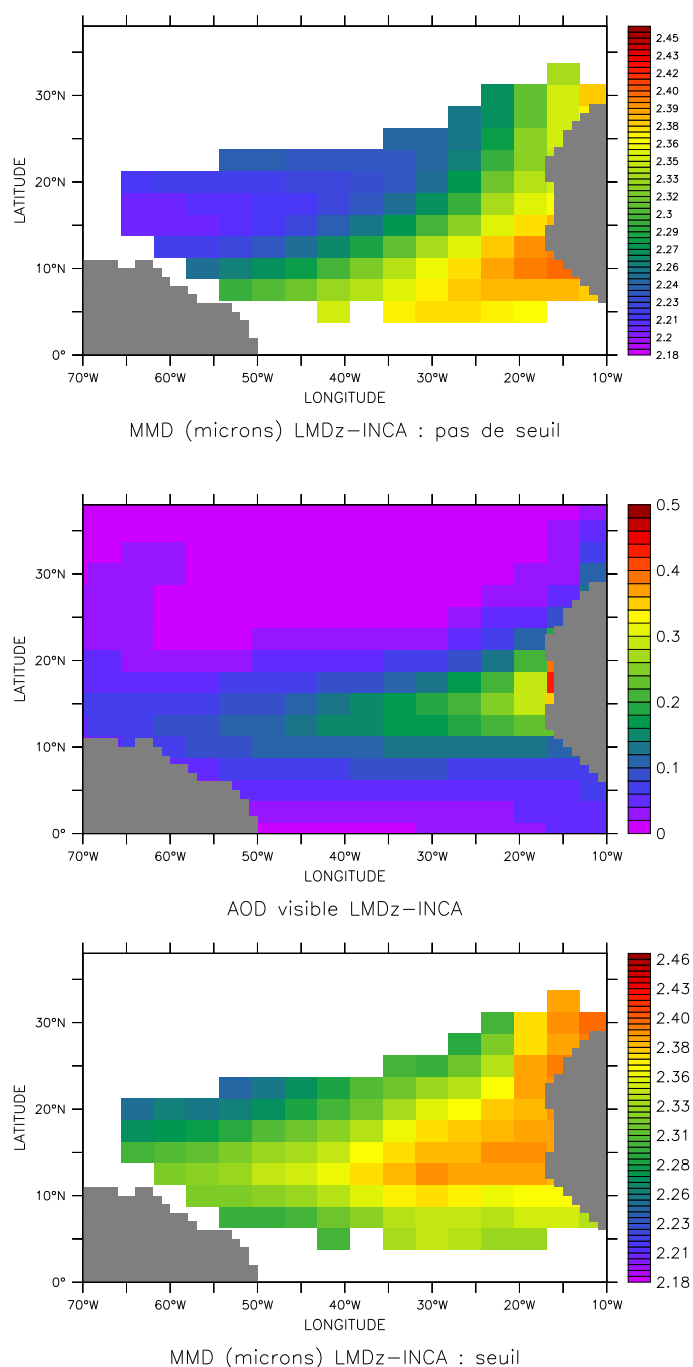 30°N
20°N
10°N
0°
LATITUDE
70°W 60°W 50°W 40°W 30°W 20°W 10°W
LONGITUDE
2.45
2.43
2.42
2.40
2.39
2.38
2.36
2.35
2.33
2.32
2.3
2.29
2.27
2.26
2.25
2.23
2.21
2.2
2.18
MMD (microns) LMDz−INCA : pas de seuil
30°N
20°N
10°N
0°
LATITUDE
70°W 60°W 50°W 40°W 30°W 20°W 10°W
LONGITUDE
0.5
0.4
0.3
0.2
0.1
0
AOD visible LMDz−INCA
30°N
20°N
10°N
0°
LATITUDE
70°W 60°W 50°W 40°W 30°W 20°W 10°W
LONGITUDE
2.46
2.43
2.40
2.38
2.36
2.33
2.31
2.28
2.26
2.23
2.21
2.18
MMD (microns) LMDz−INCA : seuil